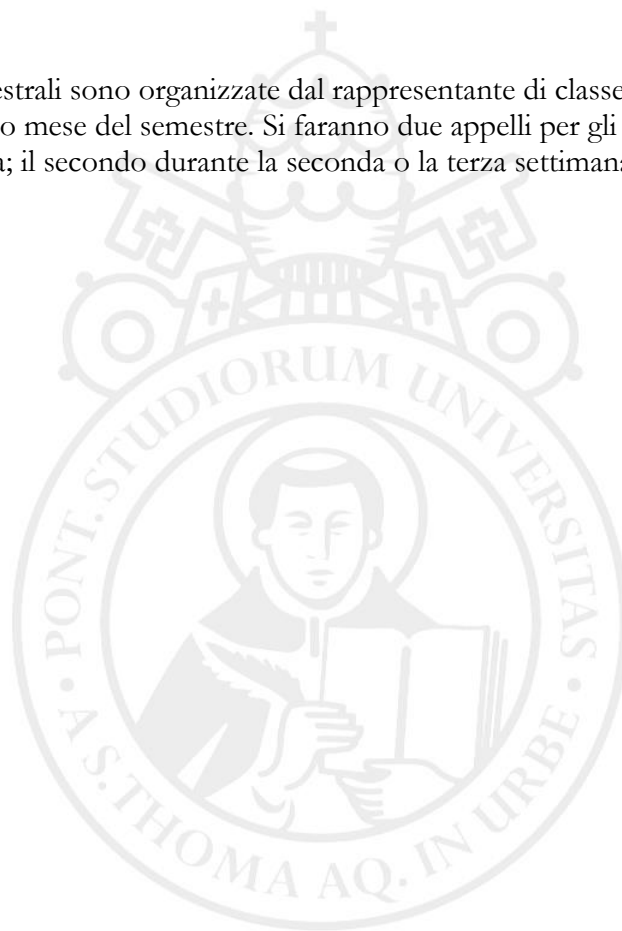 estrali sono organizzate dal rappresentante di classe
o mese del semestre. Si faranno due appelli per gli
a; il secondo durante la seconda o la terza settimana
PONT. STUDIORUM UNIVERSITAS
A S. THOMA AQ. IN URBE